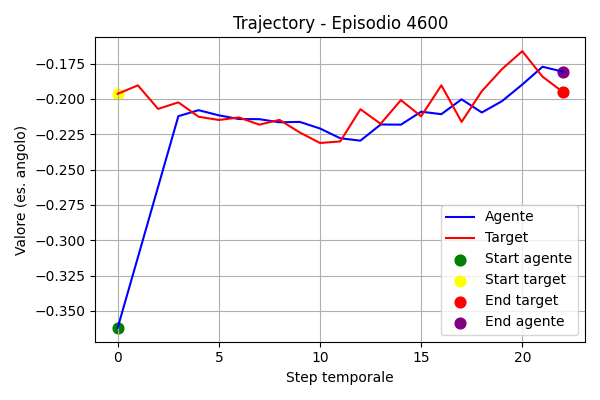 Trajectory - Episodio 4600
Valore (es. angolo)
−0.175
−0.200
−0.225
−0.250
−0.275
−0.300
−0.325
−0.350
Agente
Target
Start agente
Start target
End target
End agente
0
5
10
15
20
Step temporale